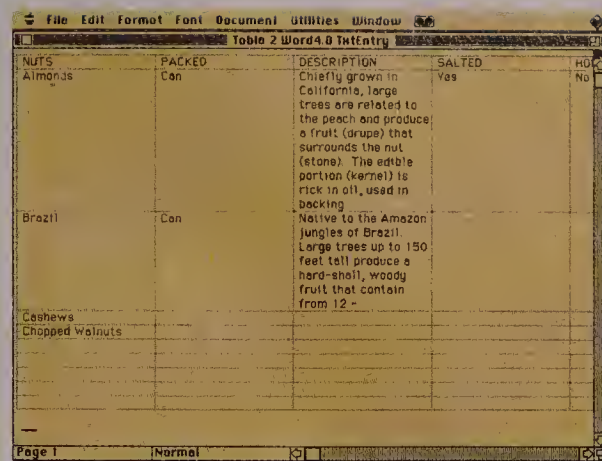 File Edit Format Font Document Utilities Window
Table 2 Word4.0 TxtEntry
NUTS PACKED DESCRIPTION SALTED HO
Almonds Can Chiefly grown in Yes No
California, large
trees are related to
the peach and produce
a fruit (drupe) that
surrounds the nut
(stone). The edible
portion (kernel) is
rick in oil, used in
backing
Brazil Can Native to the Amazon
jungles of Brazil.
Large trees up to 150
feet tall produce a
hard-shall, woody
fruit that contain
from 12 -
Cashews
Chopped Walnuts
Page 1 Normal